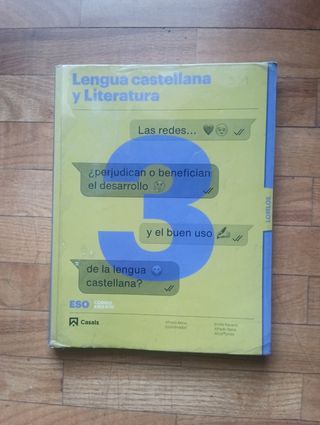 Lengua castellana
y Literatura
Las redes...
¿perjudican o benefician
el desarrollo
y el buen uso
de la lengua
castellana?
3
ESO
Casals
LOMLOE